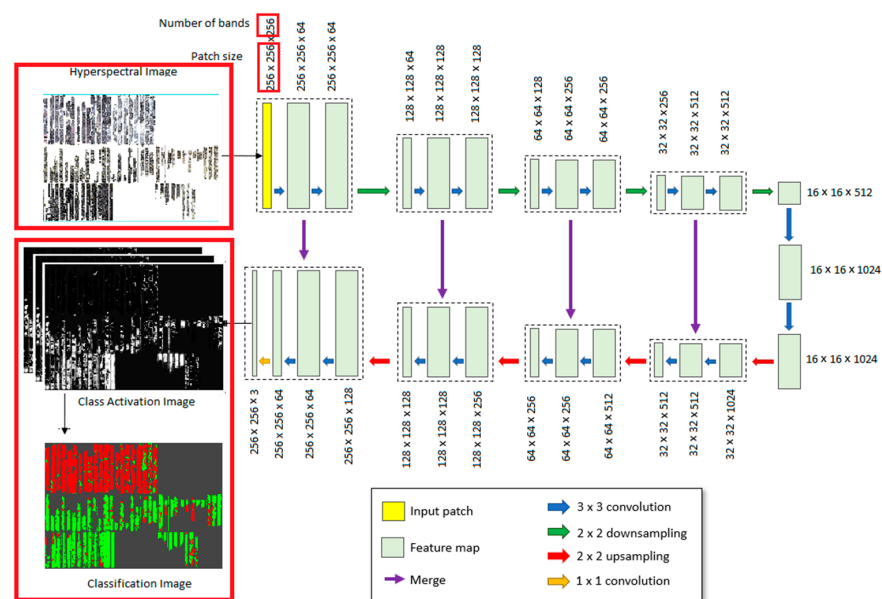 Number of bands
Patch size
Hyperspectral Image
256 x 256 x256
256 x 256 x 64
256 x 256 x 64
128 x 128 x 64
128 x 128 x 128
128 x 128 x 128
64 x 64 x 128
64 x 64 x 256
64 x 64 x 256
32 x 32 x 256
32 x 32 x 512
32 x 32 x 512
16 x 16 x 512
16 x 16 x 1024
16 x 16 x 1024
Class Activation Image
256 x 256 x 3
256 x 256 x 64
256 x 256 x 64
256 x 256 x 128
128 x 128 x 128
128 x 128 x 128
128 x 128 x 256
64 x 64 x 256
64 x 64 x 256
64 x 64 x 512
32 x 32 x 512
32 x 32 x 512
32 x 32 x 1024
Classification Image
Input patch
Feature map
Merge
3 x 3 convolution
2 x 2 downsampling
2 x 2 upsampling
1 x 1 convolution